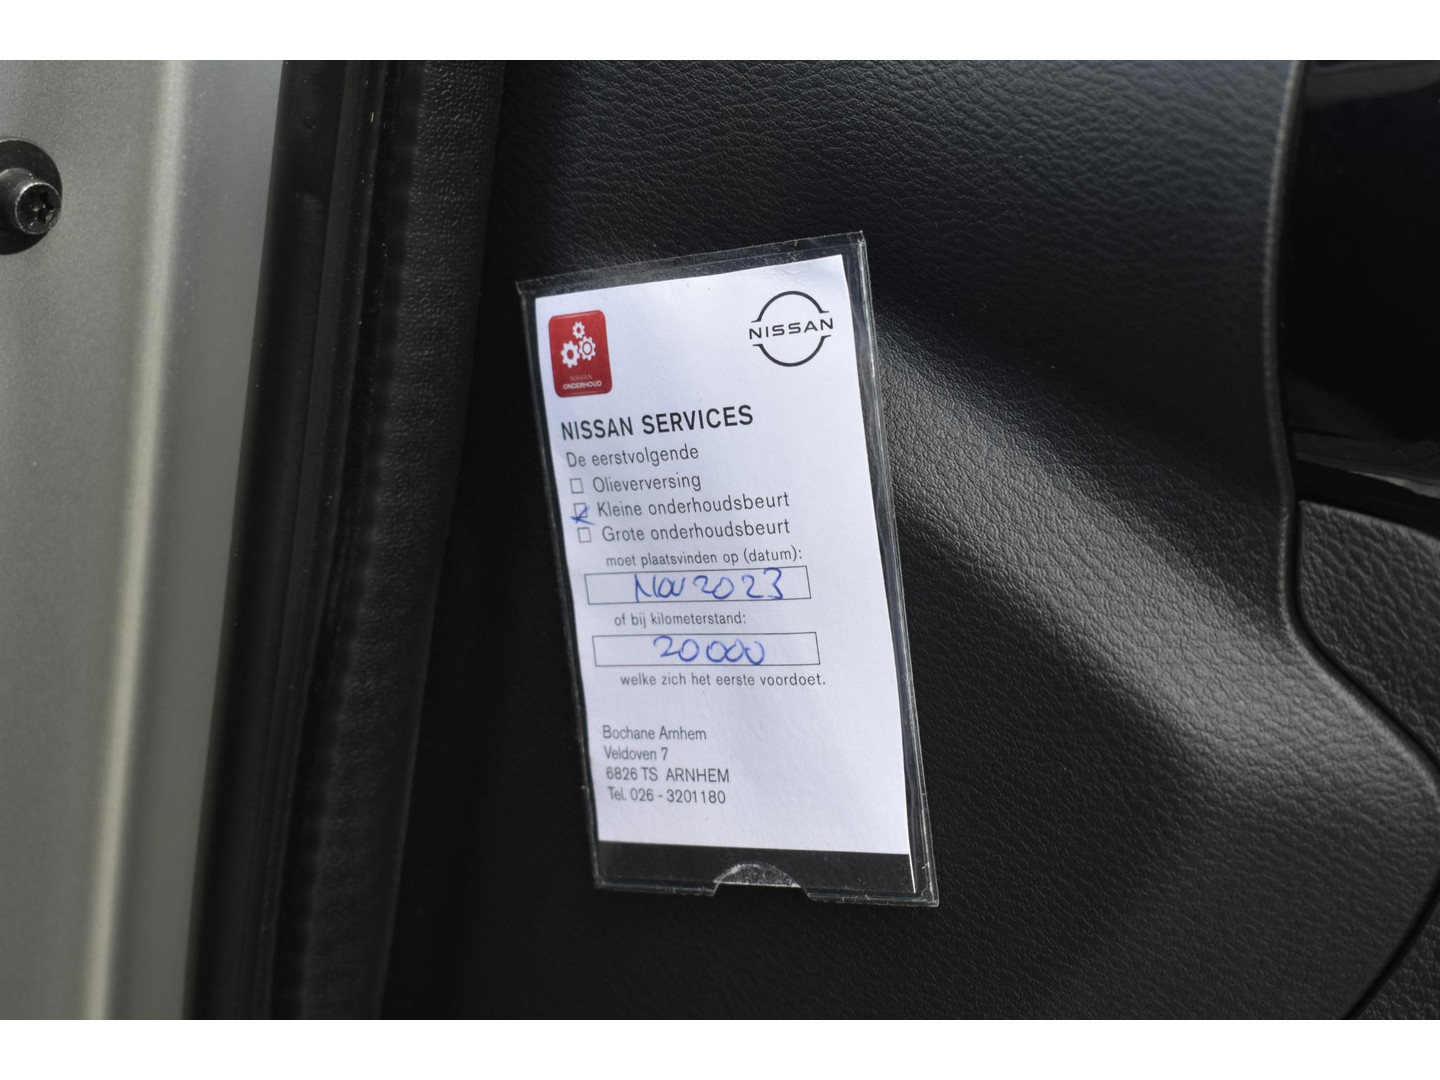 NISSAN
NISSAN
ONDERHOUD
NISSAN SERVICES
De eerstvolgende
Olieverversing
Kleine onderhoudsbeurt
Grote onderhoudsbeurt
moet plaatsvinden op (datum):
Nov 2023
of bij kilometerstand:
20000
welke zich het eerste voordoet.
Bochane Arnhem
Veldoven 7
6826 TS ARNHEM
Tel. 026 - 3201180